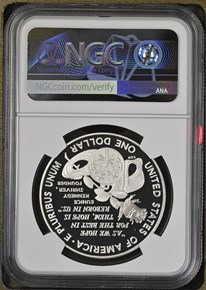 NGC
NGCcoin.com/verify
ANA
UNITED STATES OF AMERICA · E PLURIBUS UNUM
ONE DOLLAR
"AS WE HOPE
FOR THE BEST IN
THEM, HOPE IS
REBORN IN US"
EUNICE
KENNEDY
SHRIVER
FOUNDER